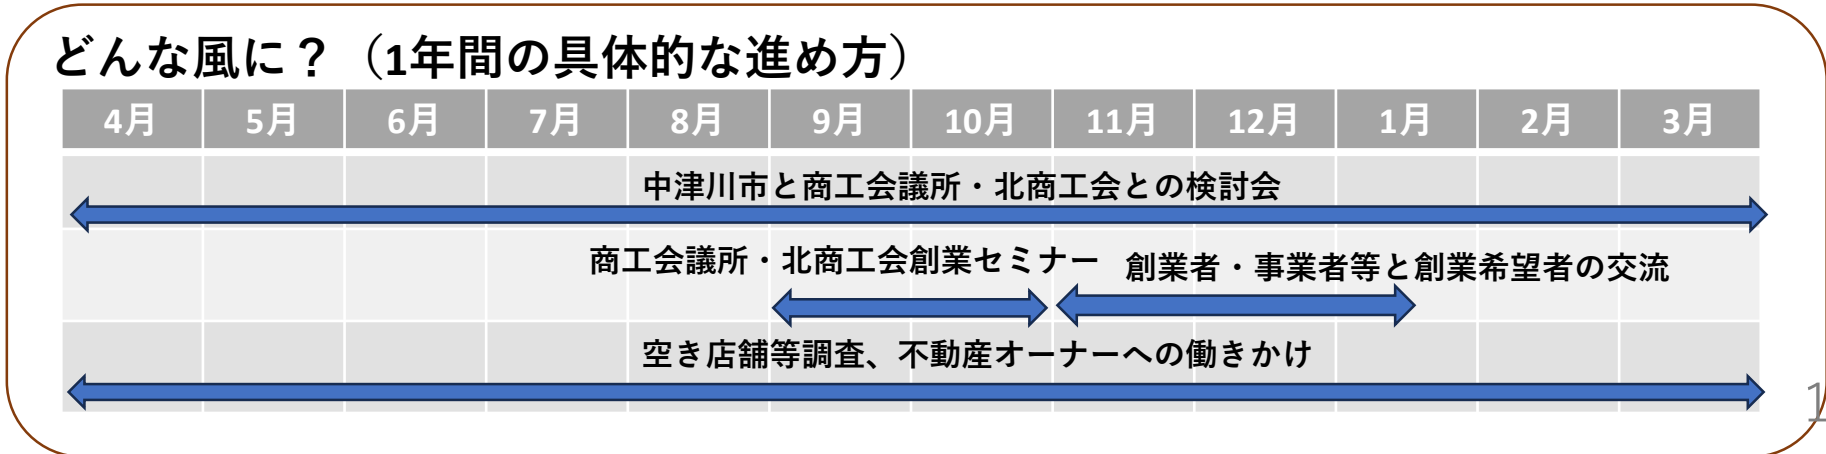 どんな風に？（1年間の具体的な進め方）
4月 5月 6月 7月 8月 9月 10月 11月 12月 1月 2月 3月
中津川市と商工会議所・北商工会との検討会
商工会議所・北商工会創業セミナー 創業者・事業者等と創業希望者の交流
空き店舗等調査、不動産オーナーへの働きかけ
1